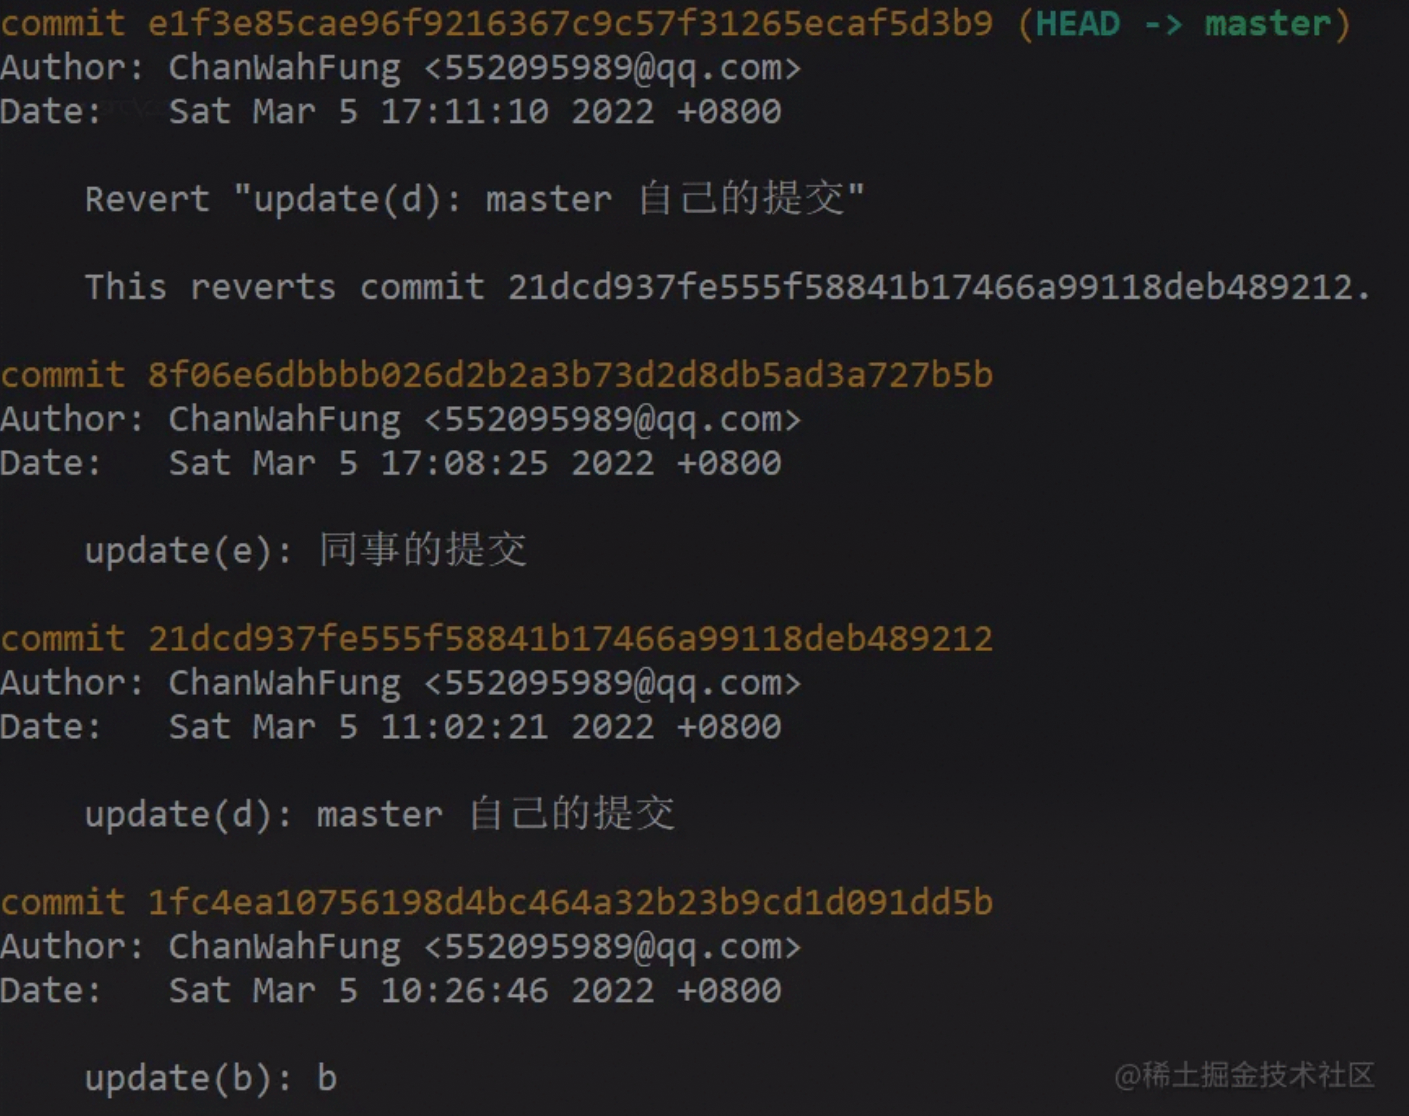 commit e1f3e85cae96f9216367c9c57f31265ecaf5d3b9 (HEAD -> master)
Author: ChanWahFung <552095989@qq.com>
Date:   Sat Mar 5 17:11:10 2022 +0800
Revert "update(d): master 自己的提交"
This reverts commit 21dcd937fe555f58841b17466a99118deb489212.
commit 8f06e6dbbbb026d2b2a3b73d2d8db5ad3a727b5b
Author: ChanWahFung <552095989@qq.com>
Date:   Sat Mar 5 17:08:25 2022 +0800
update(e): 同事的提交
commit 21dcd937fe555f58841b17466a99118deb489212
Author: ChanWahFung <552095989@qq.com>
Date:   Sat Mar 5 11:02:21 2022 +0800
update(d): master 自己的提交
commit 1fc4ea10756198d4bc464a32b23b9cd1d091dd5b
Author: ChanWahFung <552095989@qq.com>
Date:   Sat Mar 5 10:26:46 2022 +0800
update(b): b
@稀土掘金技术社区